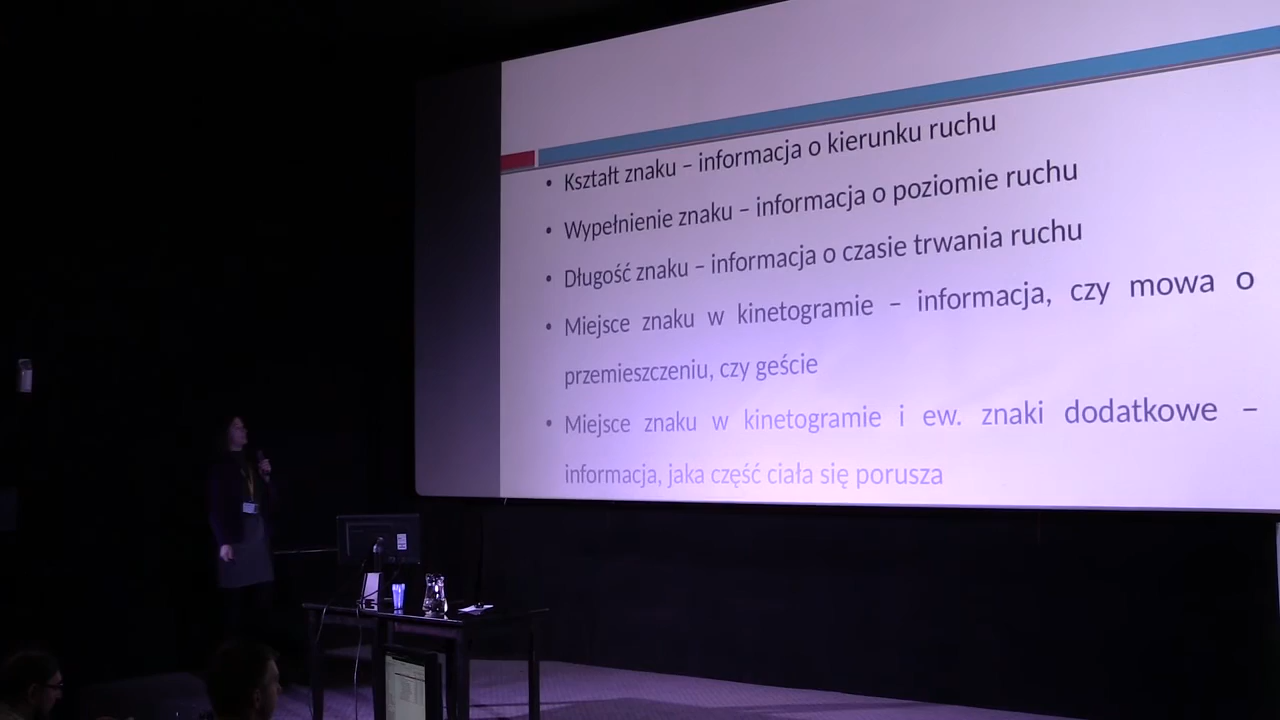 • Kształt znaku – informacja o kierunku ruchu
• Wypełnienie znaku – informacja o poziomie ruchu
• Długość znaku – informacja o czasie trwania ruchu
• Miejsce znaku w kinetogramie – informacja, czy mowa o
przemieszczeniu, czy geście
• Miejsce znaku w kinetogramie i ew. znaki dodatkowe –
informacja, jaka część ciała się porusza